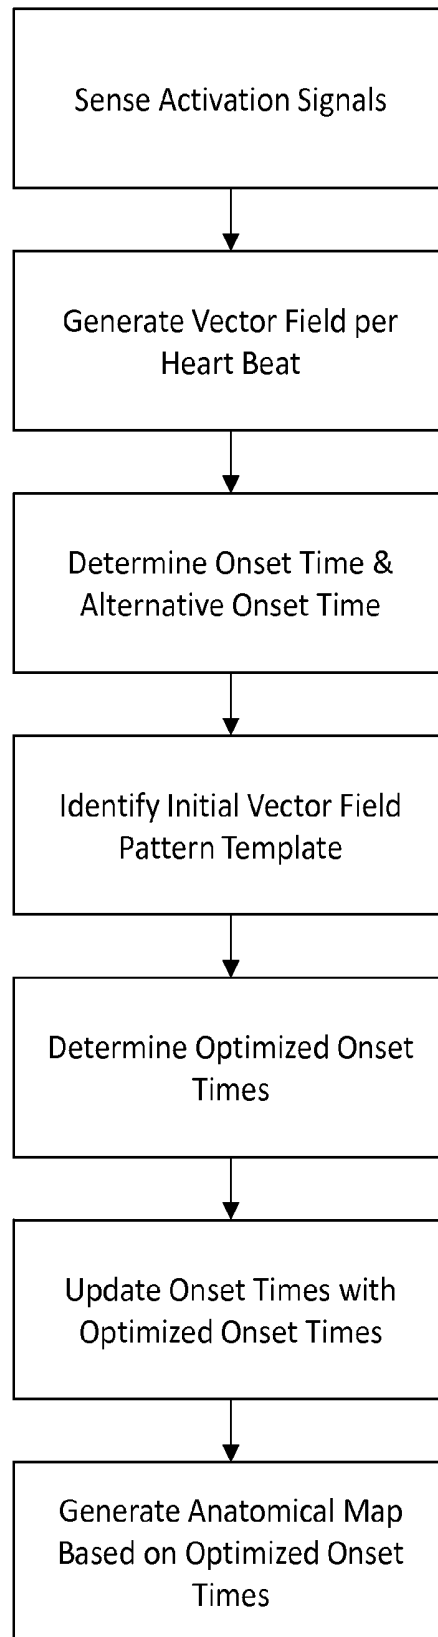 Sense Activation Signals
Generate Vector Field per
Heart Beat
Determine Onset Time &
Alternative Onset Time
Identify Initial Vector Field
Pattern Template
Determine Optimized Onset
Times
Update Onset Times with
Optimized Onset Times
Generate Anatomical Map
Based on Optimized Onset
Times